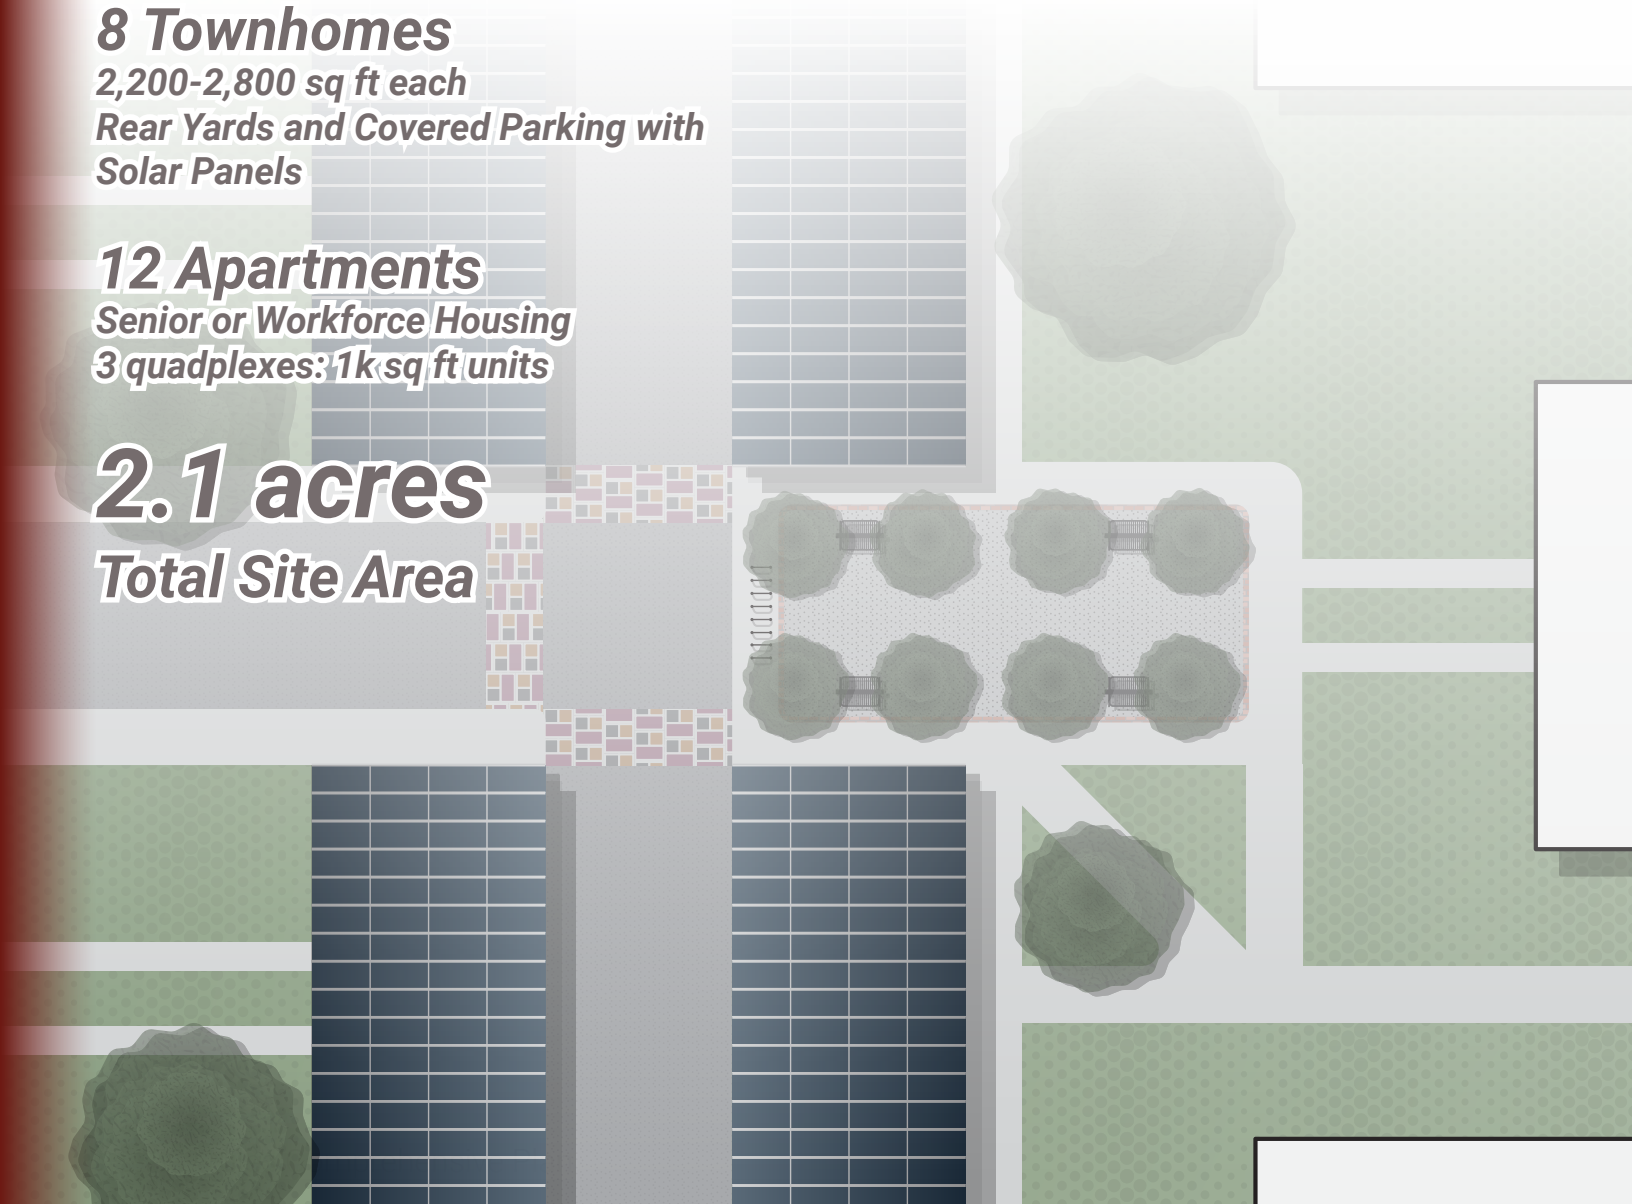 8 Townhomes
2,200-2,800 sq ft each
Rear Yards and Covered Parking with
Solar Panels
12 Apartments
Senior or Workforce Housing
3 quadplexes: 1k sq ft units
2.1 acres
Total Site Area